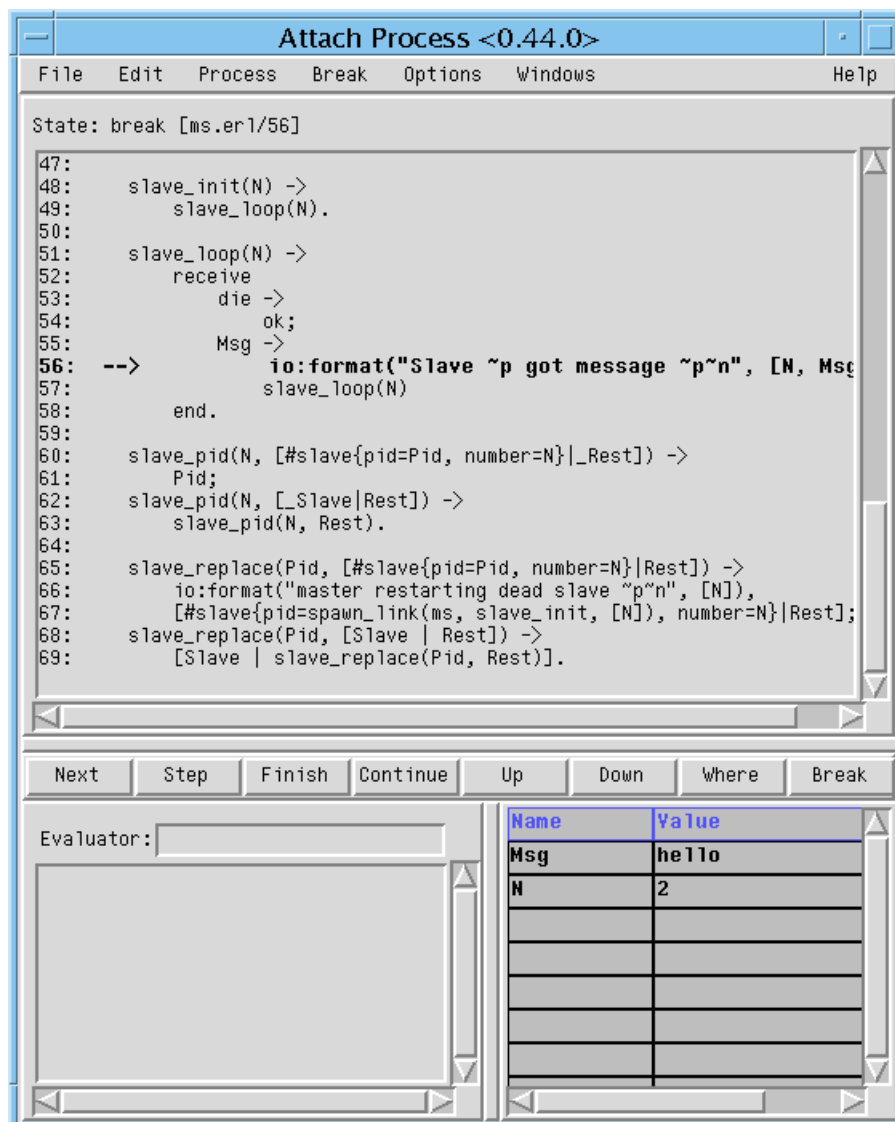 Attach Process <0.44.0>
File Edit Process Break Options Windows Help
State: break [ms.erl/56]
47:
48:     slave_init(N) ->
49:         slave_loop(N).
50:
51:     slave_loop(N) ->
52:         receive
53:             die ->
54:                 ok;
55:             Msg ->
56:  -->            io:format("Slave ~p got message ~p~n", [N, Msg
57:                 slave_loop(N)
58:         end.
59:
60:     slave_pid(N, [#slave{pid=Pid, number=N}|_Rest]) ->
61:         Pid;
62:     slave_pid(N, [_Slave|Rest]) ->
63:         slave_pid(N, Rest).
64:
65:     slave_replace(Pid, [#slave{pid=Pid, number=N}|Rest]) ->
66:         io:format("master restarting dead slave ~p~n", [N]),
67:         [#slave{pid=spawn_link(ms, slave_init, [N]), number=N}|Rest];
68:     slave_replace(Pid, [Slave | Rest]) ->
69:         [Slave | slave_replace(Pid, Rest)].
Next Step Finish Continue Up Down Where Break
Evaluator:
Name Value
Msg hello
N 2